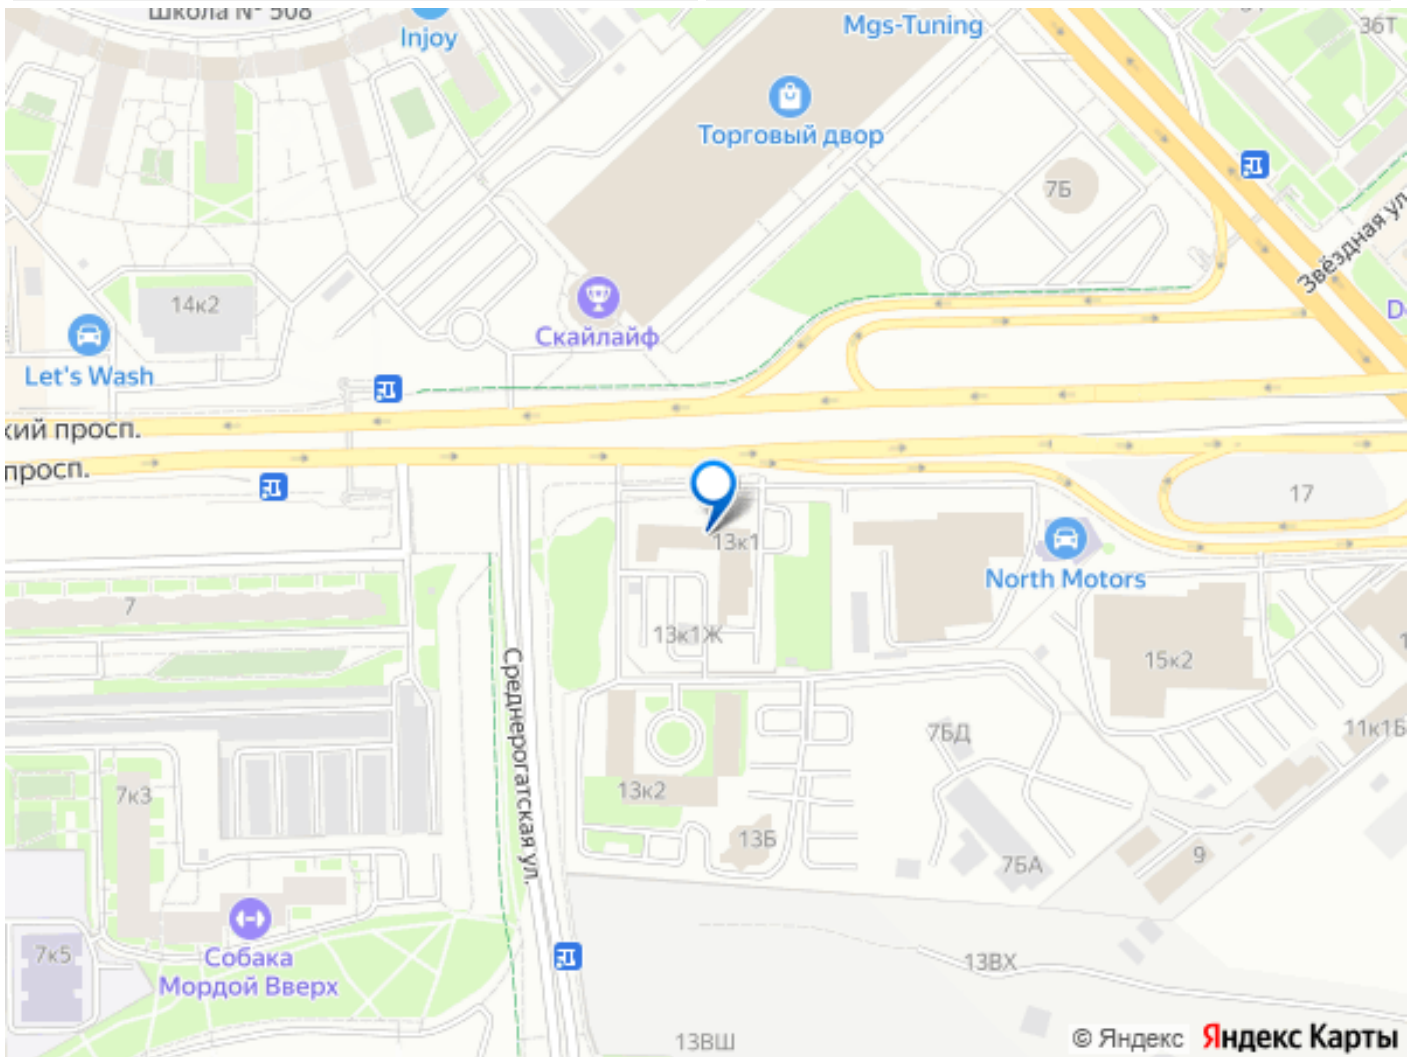 Школа № 508
Injoy
Mgs-Tuning
36Т
Торговый двор
7Б
Звёздная ул.
14к2
Скайлайф
Let's Wash
кий просп.
просп.
17
13к1
North Motors
7
13к1Ж
15к2
Среднерогатская ул.
7БД
11к1Б
7к3
13к2
13Б
7БА
9
Собака
Мордой Вверх
7к5
13ВХ
13ВШ
© Яндекс Яндекс Карты